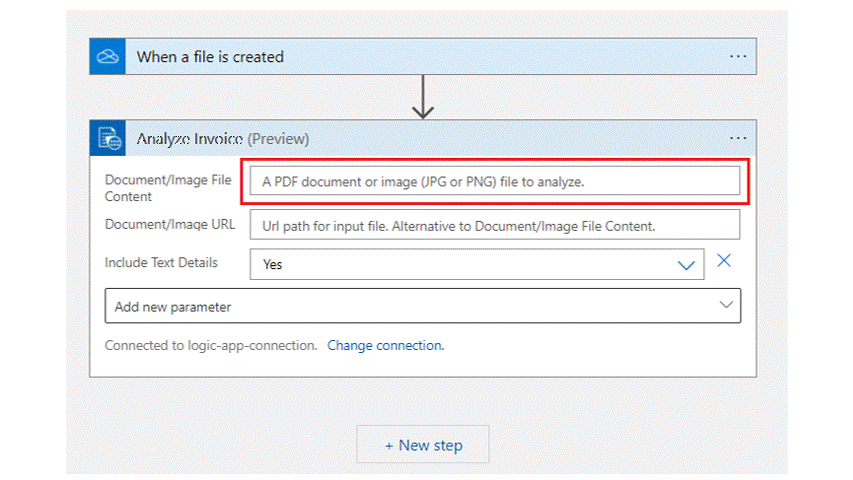 When a file is created
Analyze Invoice (Preview)
Document/Image File
Content
A PDF document or image (JPG or PNG) file to analyze.
Document/Image URL
Url path for input file. Alternative to Document/Image File Content.
Include Text Details
Yes
Add new parameter
Connected to logic-app-connection. Change connection.
+ New step